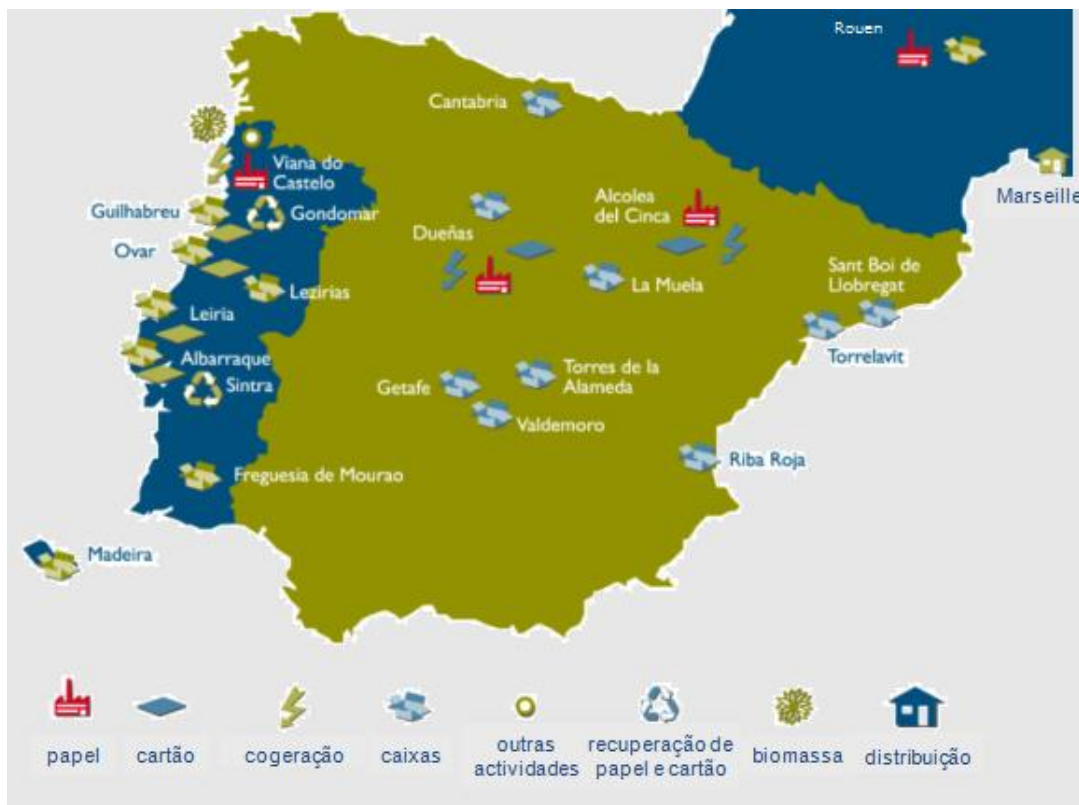 Rouen
Cantabria
Marseille
Viana do
Castelo
Alcolea
del Cinca
Guilhabreu
Gondomar
Dueñas
Ovar
Sant Boi de
Llobregat
La Muela
Lezirias
Leiria
Torrelavit
Albarraque
Torres de la
Alameda
Sintra
Getafe
Valdemoro
Riba Roja
Freguesia de Mourao
Madeira
papel
cartão
cogeração
caixas
outras
actividades
recuperação de
papel e cartão
biomassa
distribuição